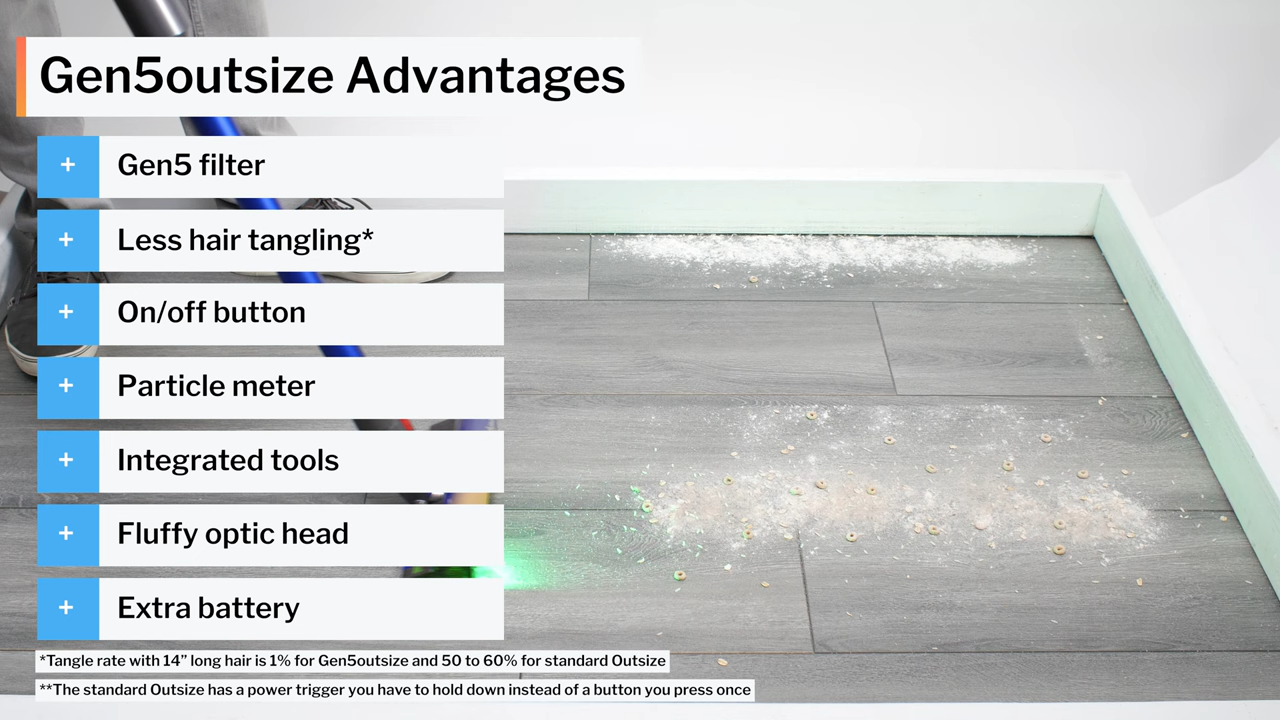 Gen5outsize Advantages
+ Gen5 filter
+ Less hair tangling*
+ On/off button
+ Particle meter
+ Integrated tools
+ Fluffy optic head
+ Extra battery
*Tangle rate with 14” long hair is 1% for Gen5outsize and 50 to 60% for standard Outsize
**The standard Outsize has a power trigger you have to hold down instead of a button you press once